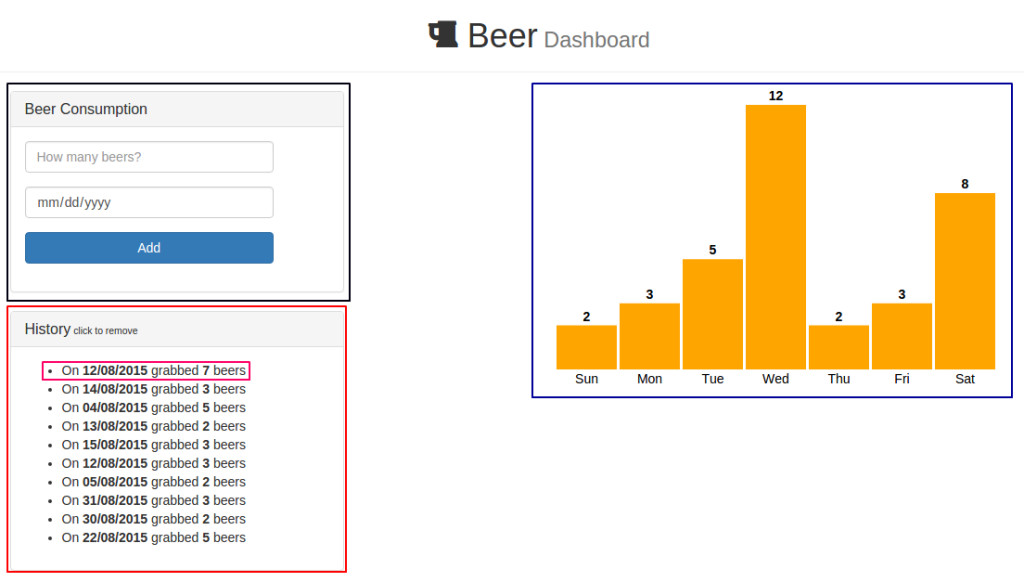 Beer Dashboard
Beer Consumption
How many beers?
mm/dd/yyyy
Add
History click to remove
On 12/08/2015 grabbed 7 beers
On 14/08/2015 grabbed 3 beers
On 04/08/2015 grabbed 5 beers
On 13/08/2015 grabbed 2 beers
On 15/08/2015 grabbed 3 beers
On 12/08/2015 grabbed 3 beers
On 05/08/2015 grabbed 2 beers
On 31/08/2015 grabbed 3 beers
On 30/08/2015 grabbed 2 beers
On 22/08/2015 grabbed 5 beers
2 3 5 12 2 3 8
Sun Mon Tue Wed Thu Fri Sat